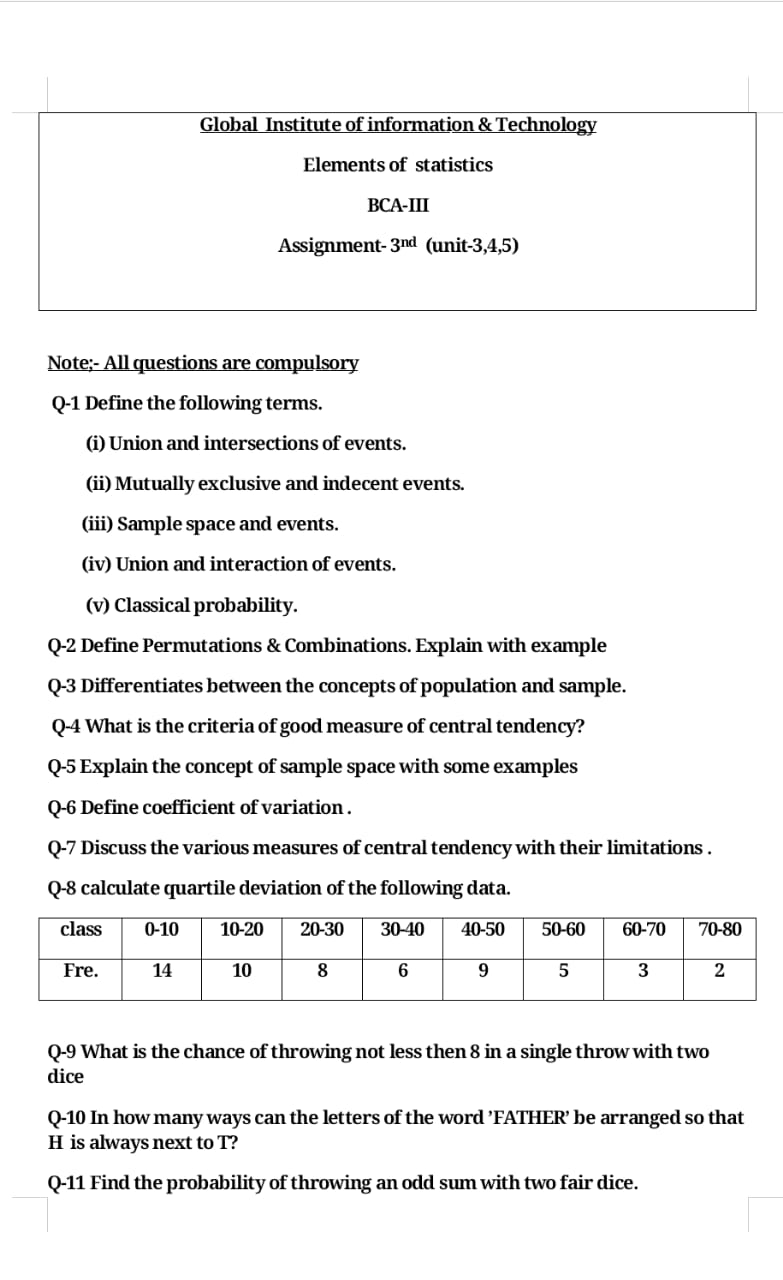 Global Institute of information & Technology
Elements of statistics
BCA-III
Assignment- 3nd (unit-3,4,5)
Note;- All questions are compulsory
Q-1 Define the following terms.
(i) Union and intersections of events.
(ii) Mutually exclusive and indecent events.
(iii) Sample space and events.
(iv) Union and interaction of events.
(v) Classical probability.
Q-2 Define Permutations & Combinations. Explain with example
Q-3 Differentiates between the concepts of population and sample.
Q-4 What is the criteria of good measure of central tendency?
Q-5 Explain the concept of sample space with some examples
Q-6 Define coefficient of variation .
Q-7 Discuss the various measures of central tendency with their limitations .
Q-8 calculate quartile deviation of the following data.
class 0-10 10-20 20-30 30-40 40-50 50-60 60-70 70-80
Fre. 14 10 8 6 9 5 3 2
Q-9 What is the chance of throwing not less then 8 in a single throw with two
dice
Q-10 In how many ways can the letters of the word ’FATHER’ be arranged so that
H is always next to T?
Q-11 Find the probability of throwing an odd sum with two fair dice.